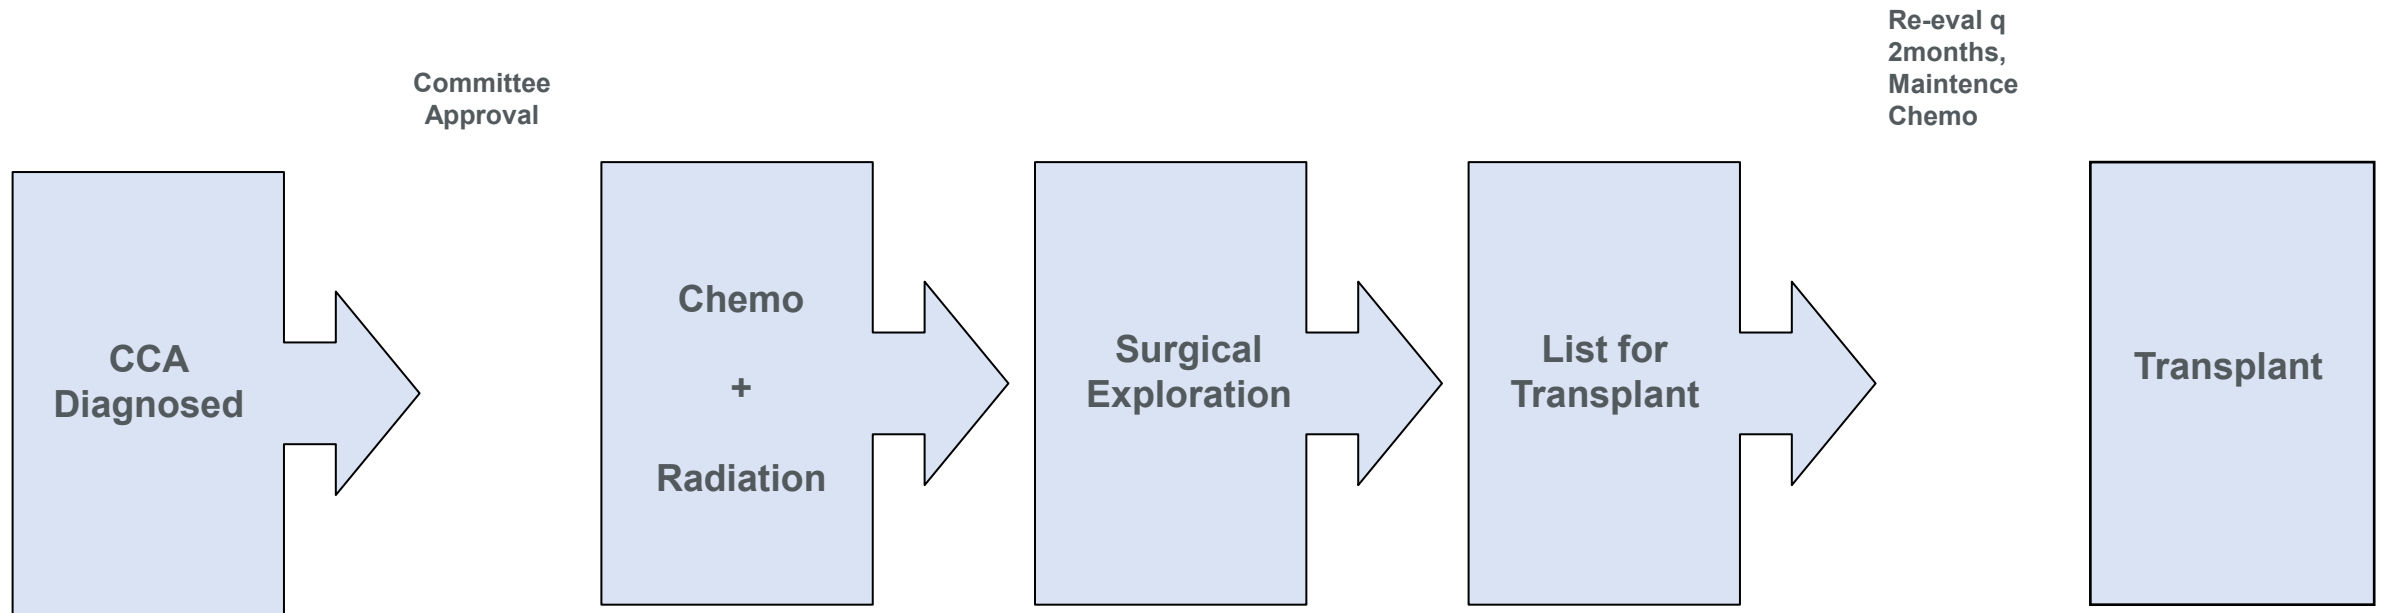 CCA
Diagnosed
Committee
Approval
Chemo
+
Radiation
Surgical
Exploration
List for
Transplant
Re-eval q
2months,
Maintence
Chemo
Transplant